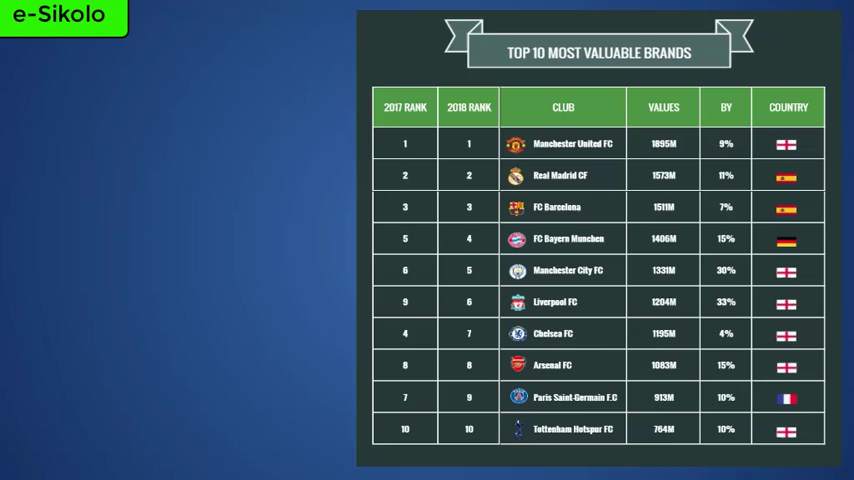 e-Sikolo
TOP 10 MOST VALUABLE BRANDS
2017 RANK 2018 RANK CLUB VALUES BY COUNTRY
1 1 Manchester United FC 1895M 9%
2 2 Real Madrid CF 1573M 11%
3 3 FC Barcelona 1511M 7%
5 4 FC Bayern Munchen 1406M 15%
6 5 Manchester City FC 1331M 30%
9 6 Liverpool FC 1204M 33%
4 7 Chelsea FC 1195M 4%
8 8 Arsenal FC 1083M 15%
7 9 Paris Saint-Germain F.C 913M 10%
10 10 Tottenham Hotspur FC 764M 10%